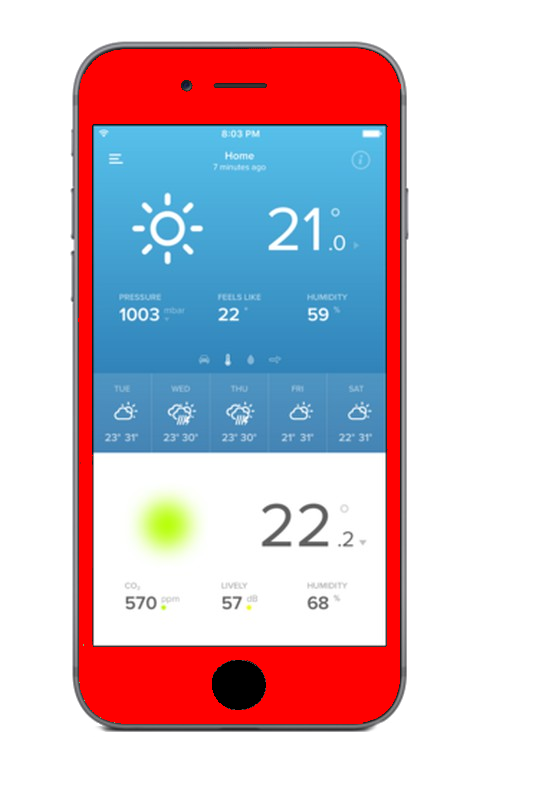 8:03 PM
Home
7 minutes ago
i
21°.0
PRESSURE FEELS LIKE HUMIDITY
1003 mbar 22° 59 %
TUE WED THU FRI SAT
23° 31° 23° 30° 23° 30° 21° 31° 22° 31°
22°.2
CO₂ LIVELY HUMIDITY
570 ppm 57 dB 68 %